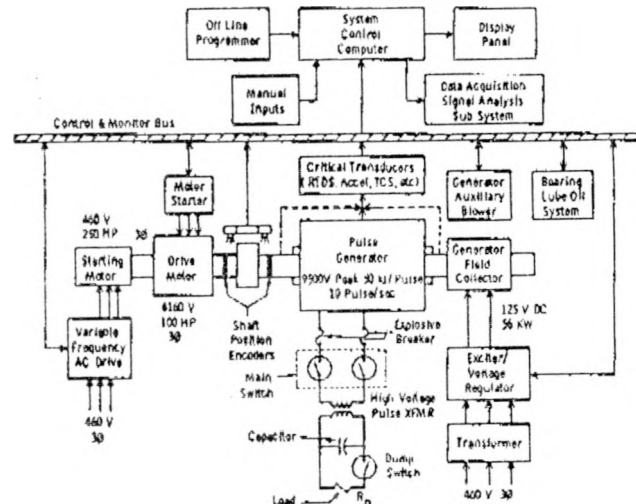 Off Line
Programmer
System
Control
Computer
Display
Panel
Manual
Inputs
Data Acquisition
Signal Analysis
Sub System
Control & Monitor Bus
Motor
Starter
Critical Transducers
(RTDS, Accel, TCS, etc)
Generator
Auxiliary
Blower
Bearing
Lube Oil
System
460 V
250 HP
3Ø
Starting
Motor
Drive
Motor
Pulse
Generator
9900V Peak 50 kJ/Pulse
10 Pulse/sec
Generator
Field
Collector
4160 V
100 HP
3Ø
Shaft
Position
Encoders
Explosive
Breaker
125 V DC
56 KW
Variable
Frequency
AC Drive
Main
Switch
Exciter/
Voltage
Regulator
High Voltage
Pulse XFMR
460 V
3Ø
Capacitor
Dump
Switch
Transformer
Load
R
460 V 3Ø